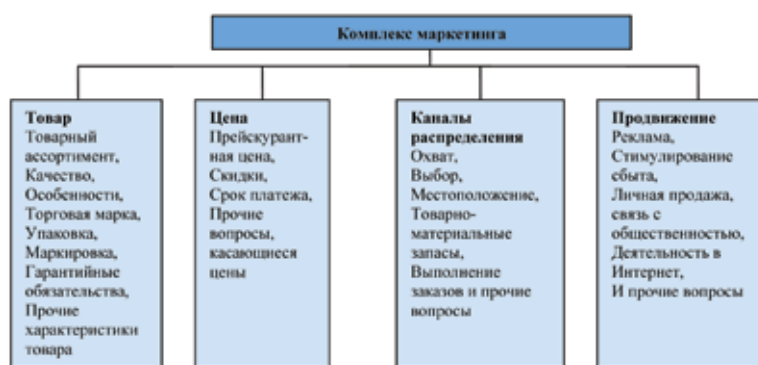 Комплекс маркетинга
Товар
Товарный
ассортимент,
Качество,
Особенности,
Торговая марка,
Упаковка,
Маркировка,
Гарантийные
обязательства,
Прочие
характеристики
товара
Цена
Прейскурант-
ная цена,
Скидки,
Срок платежа,
Прочие
вопросы,
касающиеся
цены
Каналы
распределения
Охват,
Выбор,
Местоположение,
Товарно-
материальные
запасы,
Выполнение
заказов и прочие
вопросы
Продвижение
Реклама,
Стимулирование
сбыта,
Личная продажа,
связь с
общественностью,
Деятельность в
Интернет,
И прочие вопросы